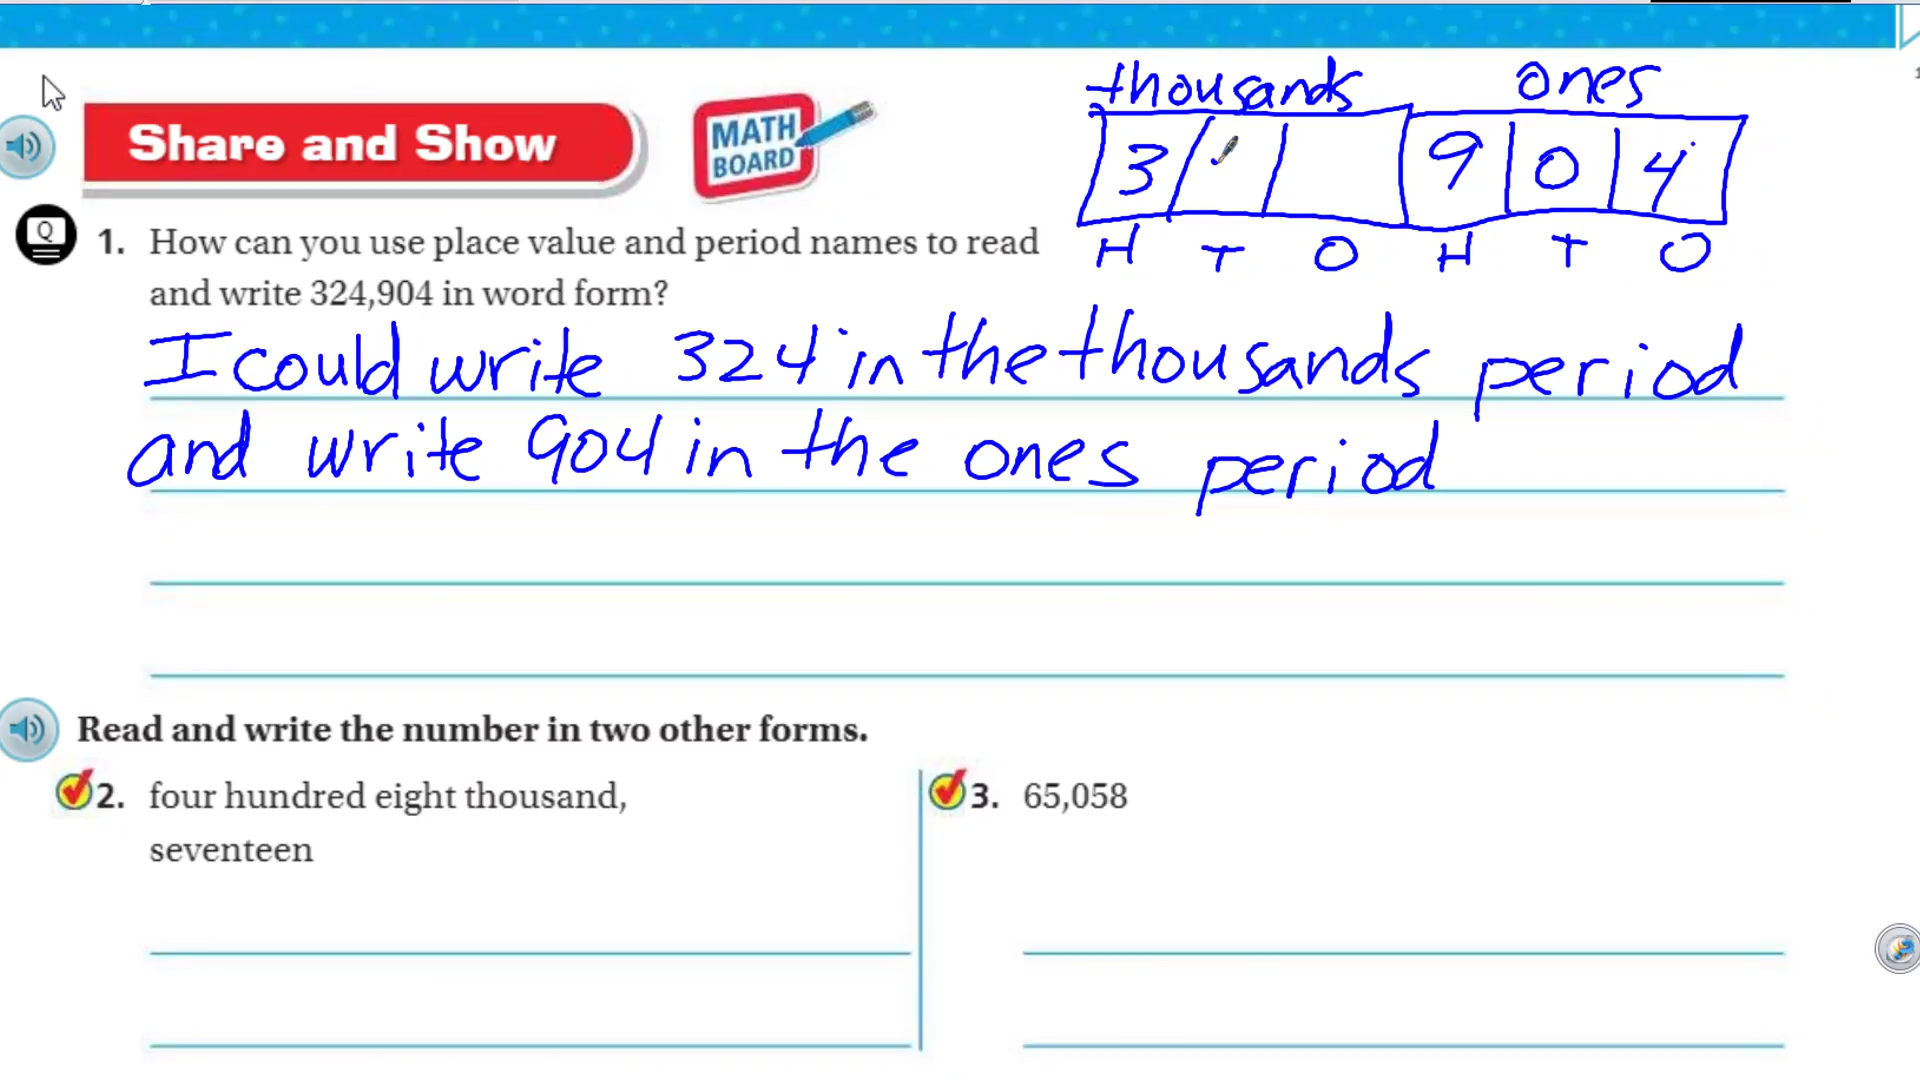 thousands ones
Share and Show
MATH
BOARD
3 9 0 4
H T O H T O
Q
1. How can you use place value and period names to read
and write 324,904 in word form?
I could write 324 in the thousands period
and write 904 in the ones period
Read and write the number in two other forms.
2. four hundred eight thousand,
seventeen
3. 65,058